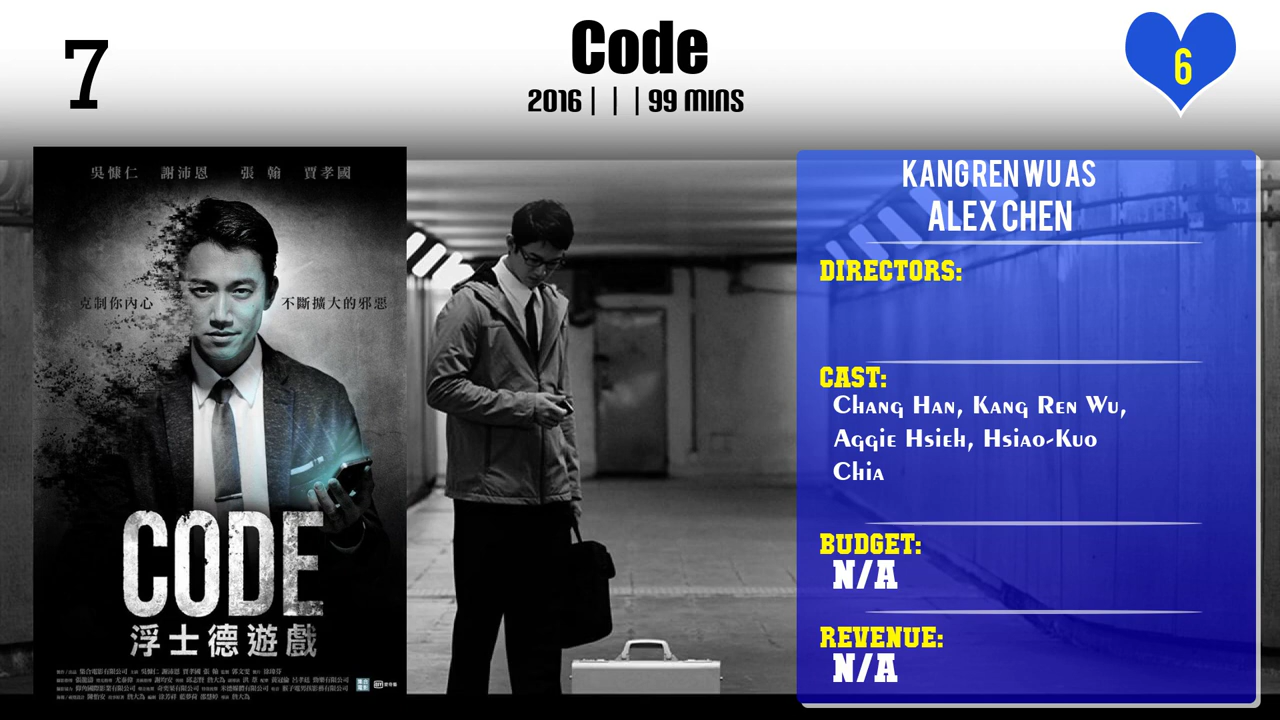 7
Code
2016 | | | 99 MINS
6
吳慷仁 謝沛恩 張翰 賈孝國
克制你內心 不斷擴大的邪惡
CODE
浮士德遊戲
KANG REN WU AS
ALEX CHEN
DIRECTORS:
CAST:
Chang Han, Kang Ren Wu,
Aggie Hsieh, Hsiao-Kuo
Chia
BUDGET:
N/A
REVENUE:
N/A